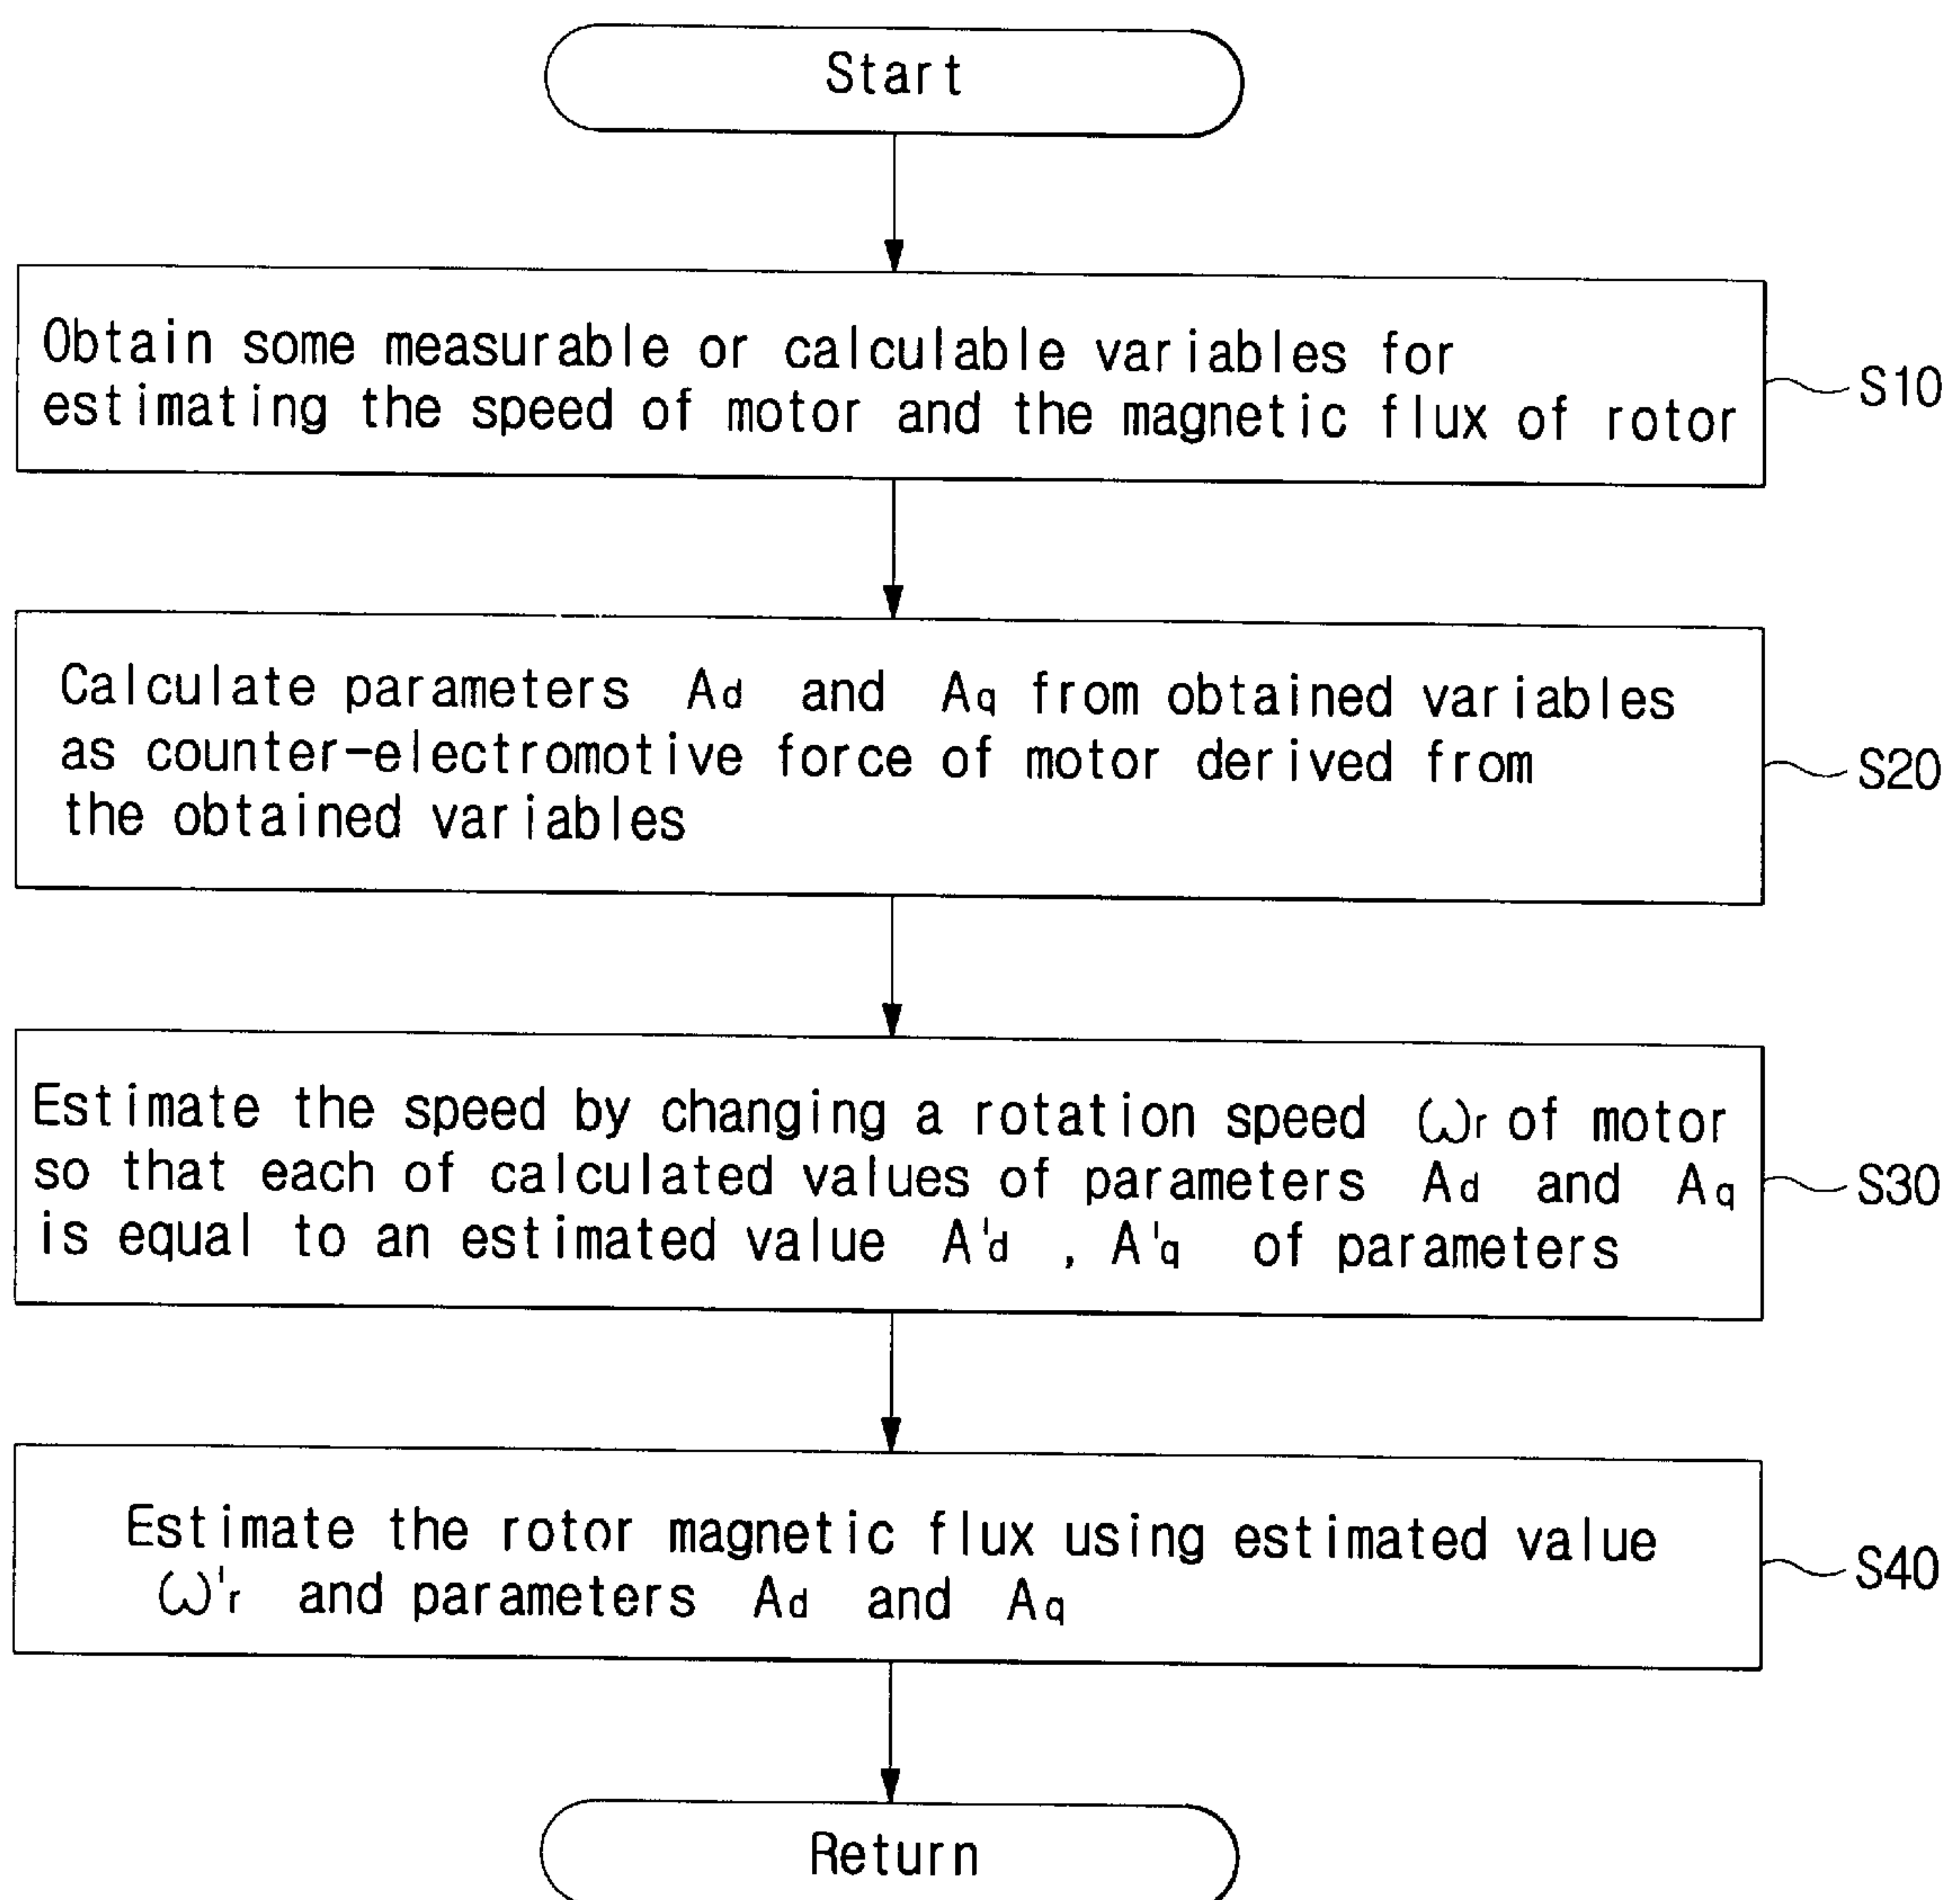 Start
Obtain some measurable or calculable variables for
estimating the speed of motor and the magnetic flux of rotor
S10
Calculate parameters Ad and Aq from obtained variables
as counter-electromotive force of motor derived from
the obtained variables
S20
Estimate the speed by changing a rotation speed ωr of motor
so that each of calculated values of parameters Ad and Aq
is equal to an estimated value A'd , A'q of parameters
S30
Estimate the rotor magnetic flux using estimated value
ω'r and parameters Ad and Aq
S40
Return